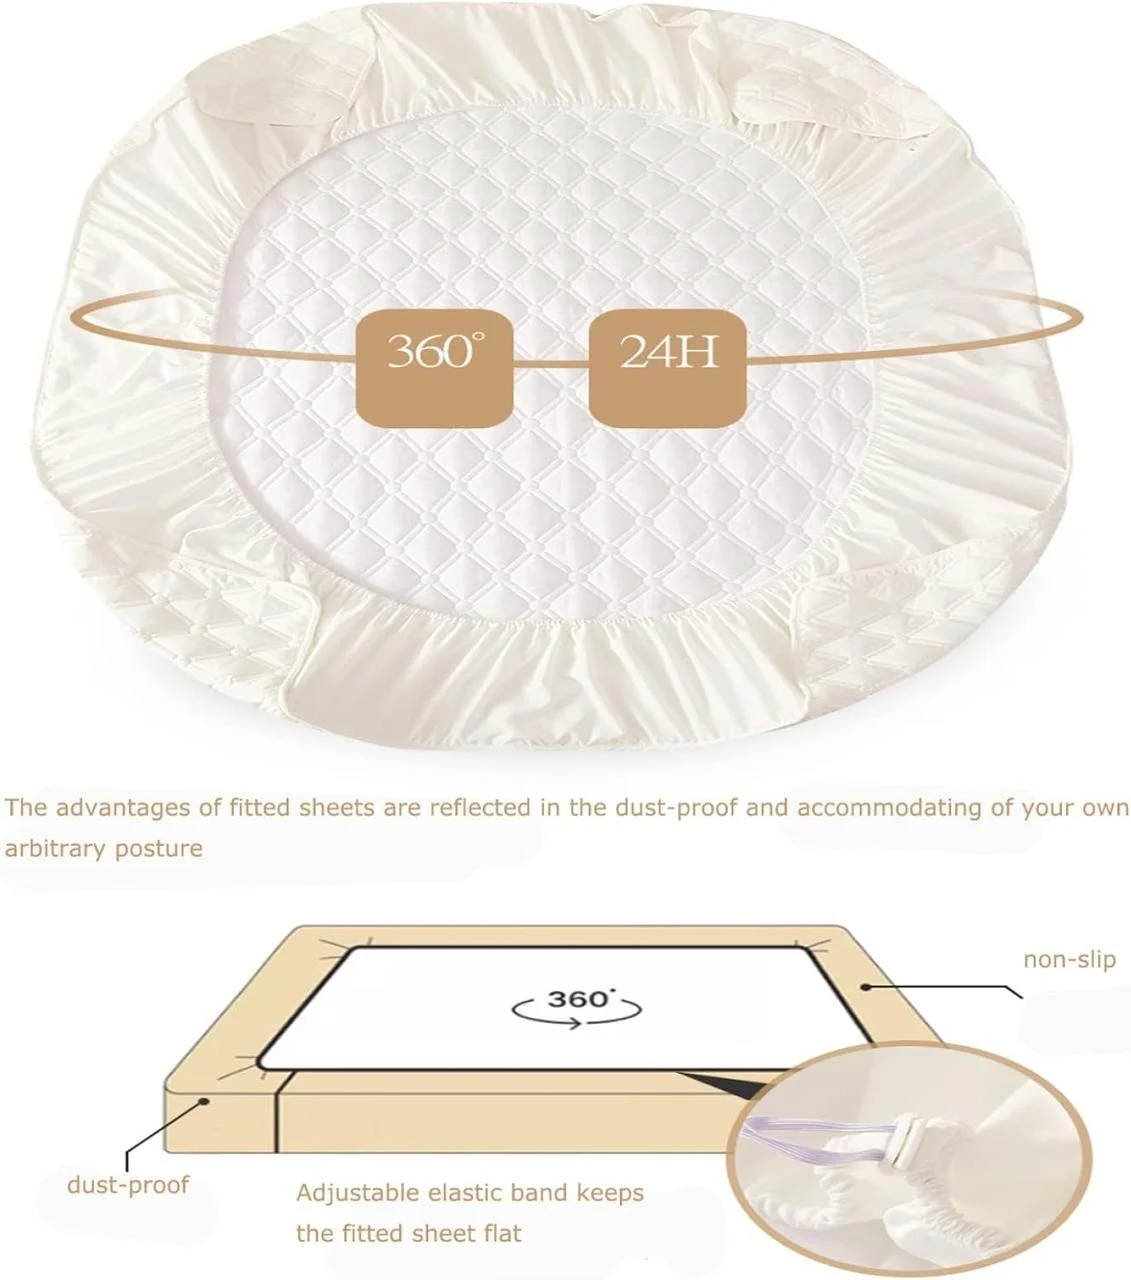 360° 24H
The advantages of fitted sheets are reflected in the dust-proof and accommodating of your own
arbitrary posture
non-slip
360°
dust-proof
Adjustable elastic band keeps
the fitted sheet flat